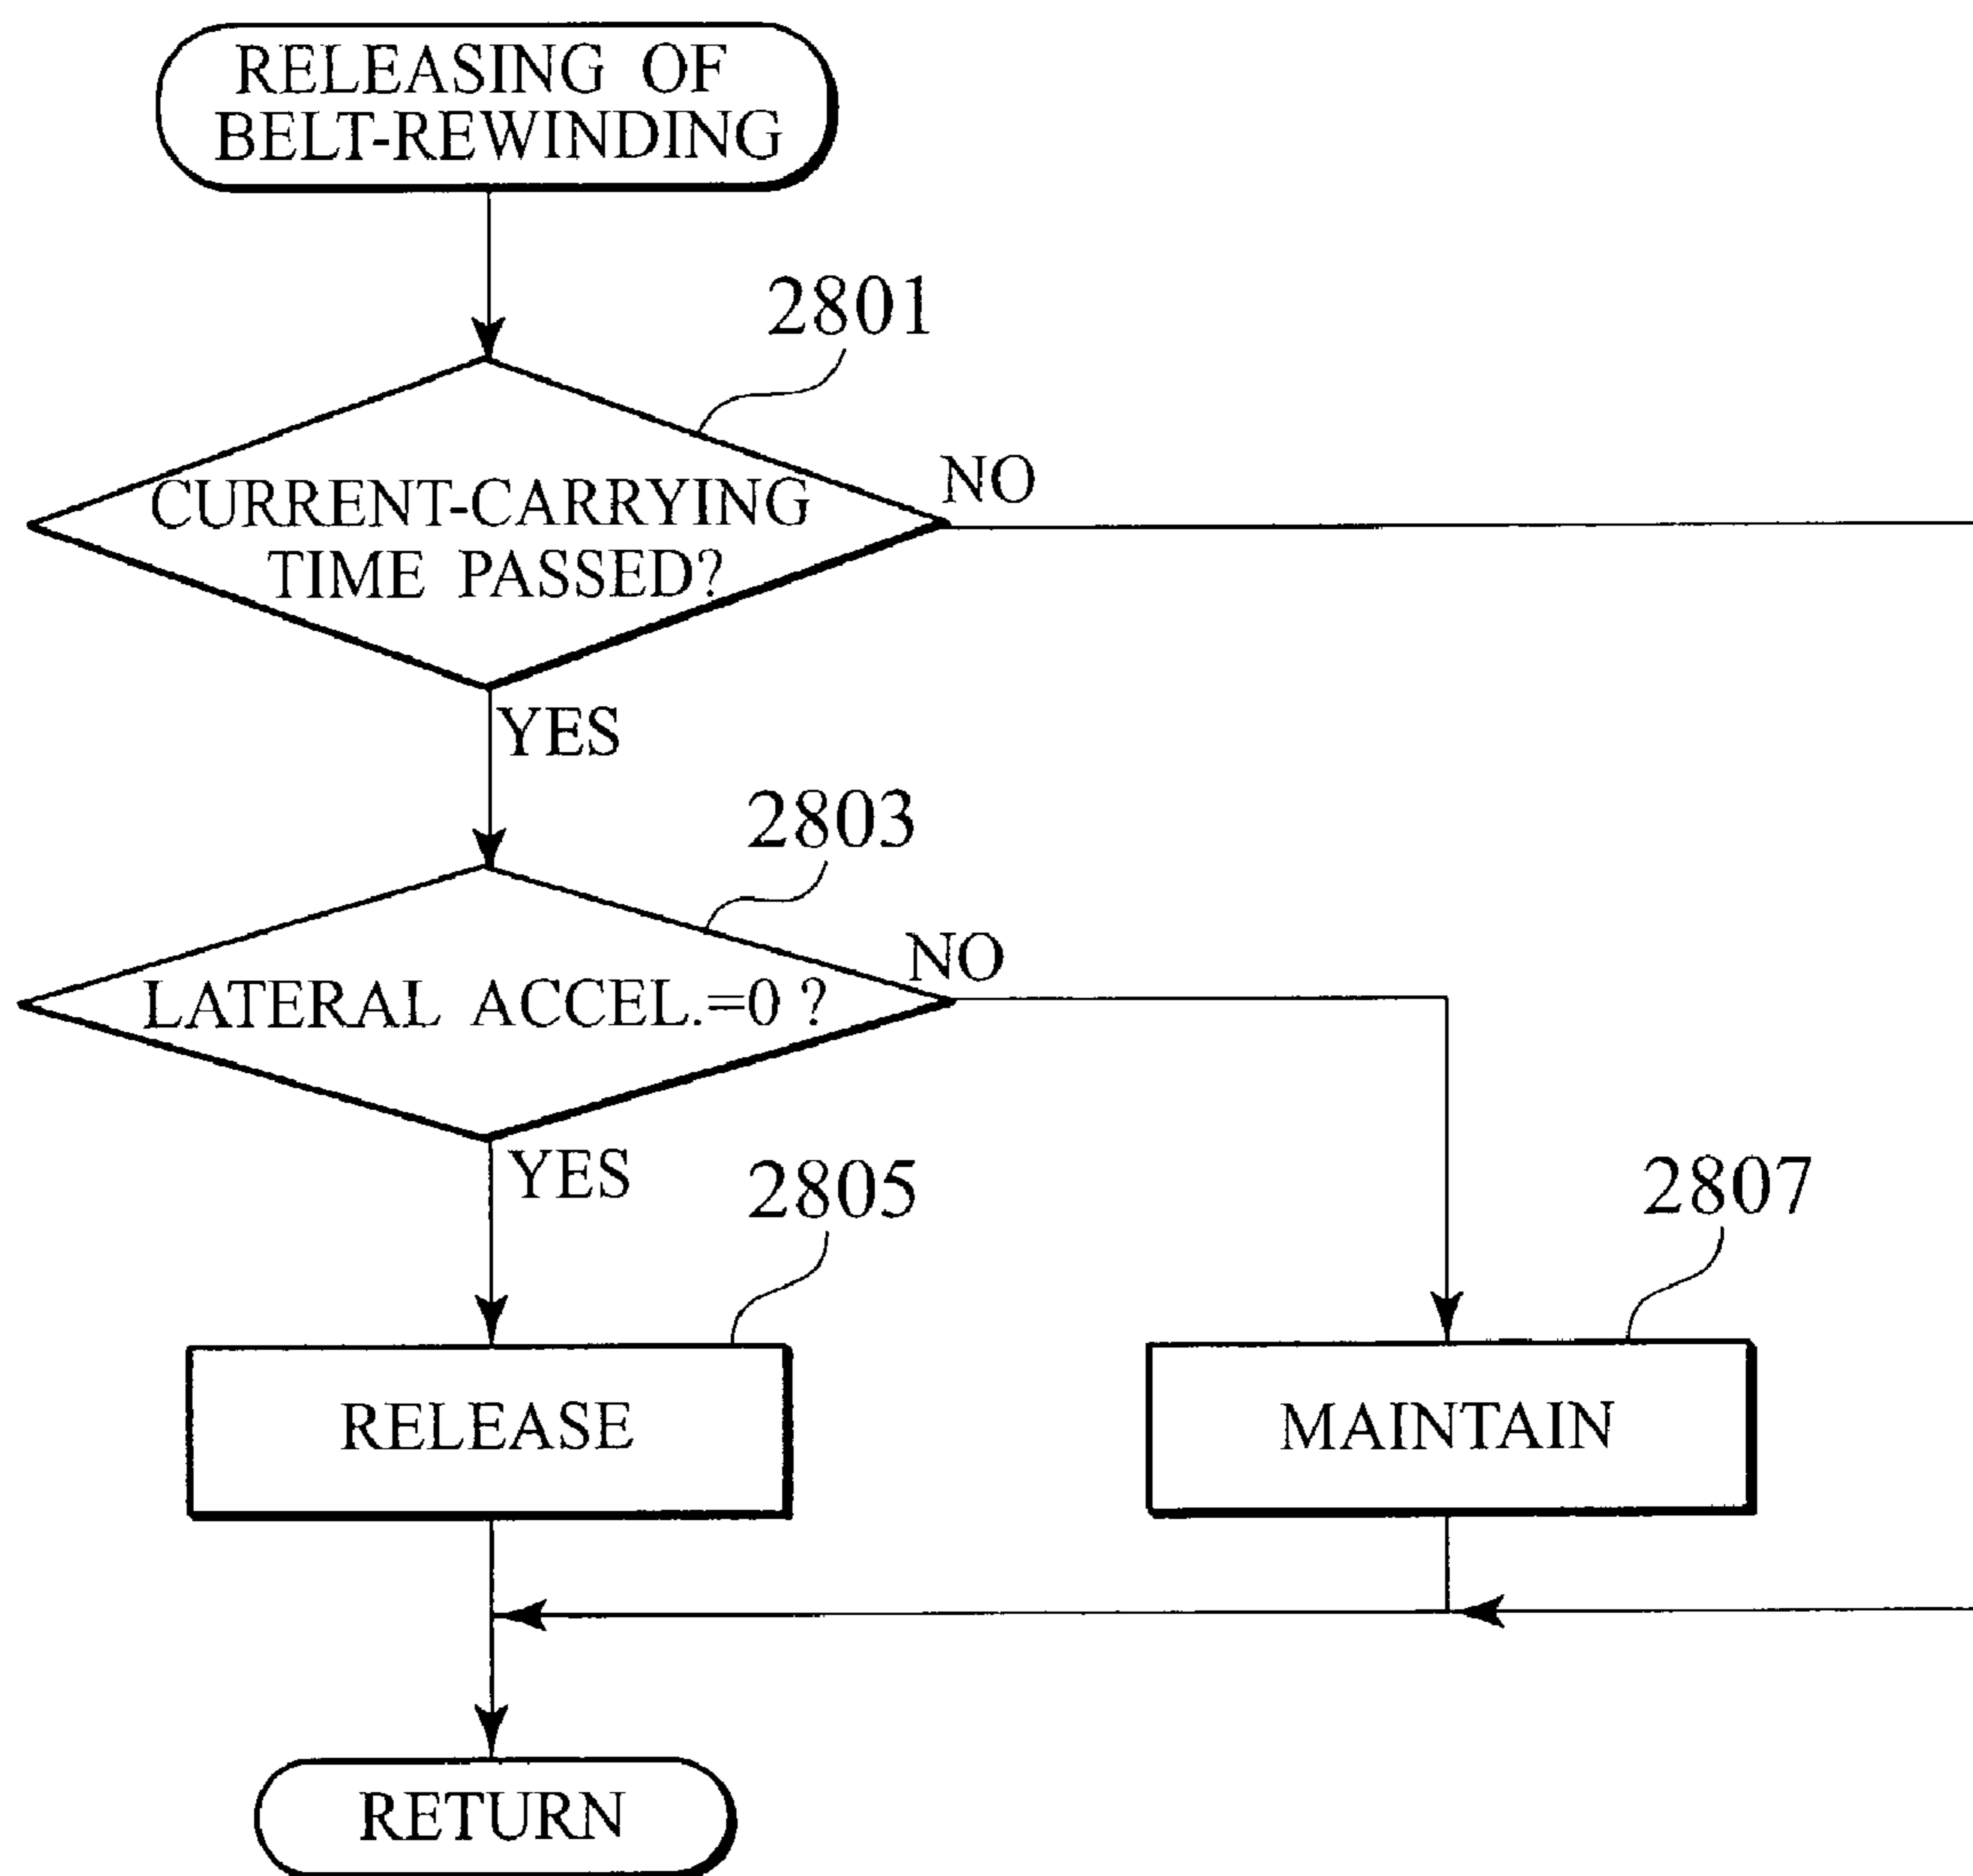 RELEASING OF
BELT-REWINDING
2801
CURRENT-CARRYING
TIME PASSED?
NO
YES
2803
LATERAL ACCEL.=0 ?
NO
YES
2805
RELEASE
2807
MAINTAIN
RETURN